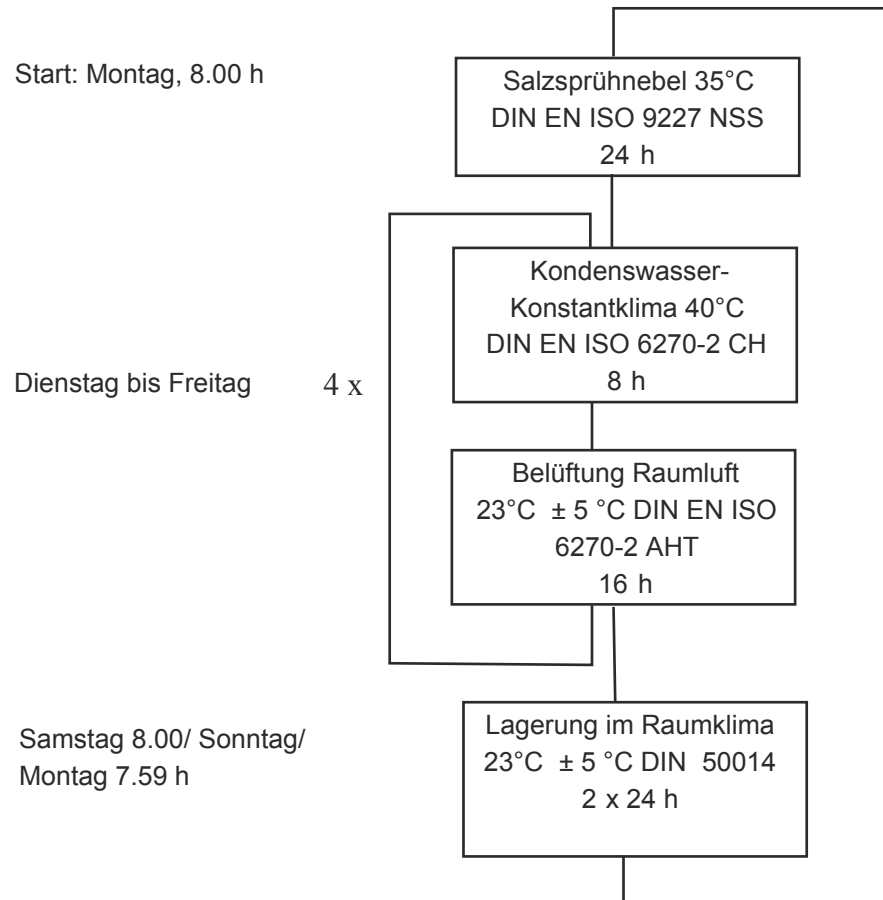 Start: Montag, 8.00 h
Salzsprühnebel 35°C
DIN EN ISO 9227 NSS
24 h
Kondenswasser-
Konstantklima 40°C
DIN EN ISO 6270-2 CH
8 h
Dienstag bis Freitag
4 x
Belüftung Raumluft
23°C ± 5 °C DIN EN ISO
6270-2 AHT
16 h
Samstag 8.00/ Sonntag/
Montag 7.59 h
Lagerung im Raumklima
23°C ± 5 °C DIN 50014
2 x 24 h